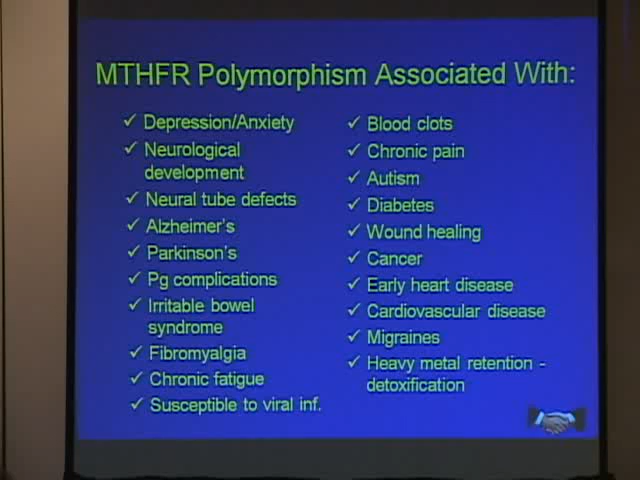 MTHFR Polymorphism Associated With:
✓ Depression/Anxiety
✓ Neurological
development
✓ Neural tube defects
✓ Alzheimer's
✓ Parkinson's
✓ Pg complications
✓ Irritable bowel
syndrome
✓ Fibromyalgia
✓ Chronic fatigue
✓ Susceptible to viral inf.
✓ Blood clots
✓ Chronic pain
✓ Autism
✓ Diabetes
✓ Wound healing
✓ Cancer
✓ Early heart disease
✓ Cardiovascular disease
✓ Migraines
✓ Heavy metal retention -
detoxification